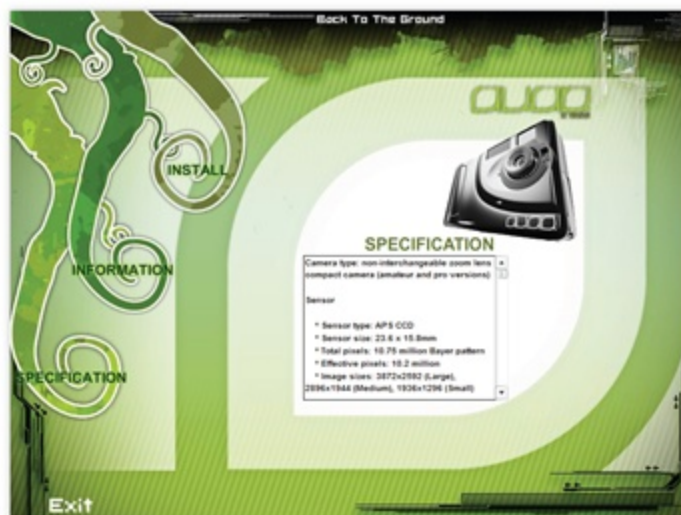 Back To The Ground
INSTALL
INFORMATION
SPECIFICATION
SPECIFICATION
Camera type: non-interchangeable zoom lens
compact camera (amateur and pro versions)
Sensor
* Sensor type: APS CCD
* Sensor size: 23.6 x 15.8mm
* Total pixels: 10.75 million Bayer pattern
* Effective pixels: 10.2 million
* Image sizes: 3872x2592 (Large),
2896x1944 (Medium), 1936x1296 (Small)
Exit